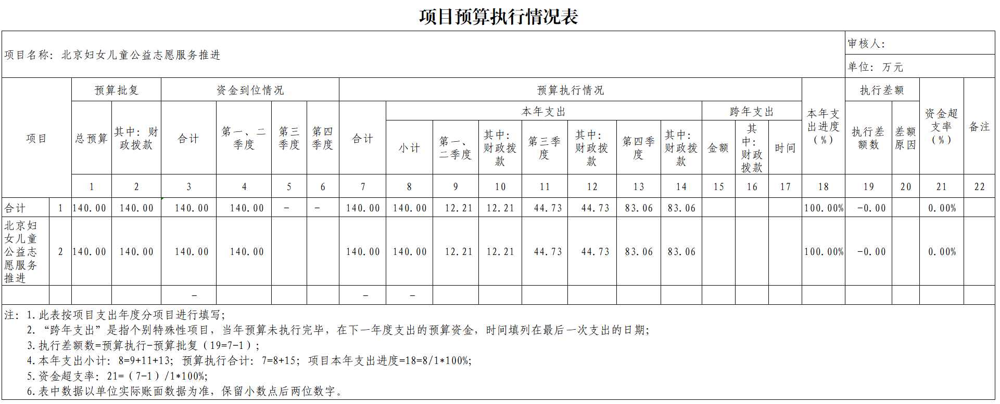 项目预算执行情况表
项目名称：北京妇女儿童公益志愿服务推进
审核人：
单位：万元
项目
预算批复
资金到位情况
预算执行情况
本年支出进度（%）
执行差额
资金超支率（%）
备注
本年支出
跨年支出
总预算
其中：财政拨款
合计
第一、二季度
第三季度
第四季度
合计
小计
第一、二季度
其中：财政拨款
第三季度
其中：财政拨款
第四季度
其中：财政拨款
金额
其中：财政拨款
时间
执行差额数
差额原因
1 2 3 4 5 6 7 8 9 10 11 12 13 14 15 16 17 18 19 20 21 22
合计 1 140.00 140.00 140.00 140.00 - - 140.00 140.00 12.21 12.21 44.73 44.73 83.06 83.06 100.00% -0.00 0.00%
北京妇女儿童公益志愿服务推进 2 140.00 140.00 140.00 140.00 140.00 140.00 12.21 12.21 44.73 44.73 83.06 83.06 100.00% -0.00 0.00%
- - -
注：1.此表按项目支出年度分项目进行填写；
2.“跨年支出”是指个别特殊性项目，当年预算未执行完毕，在下一年度支出的预算资金，时间填列在最后一次支出的日期；
3.执行差额数=预算执行-预算批复（19=7-1）；
4.本年支出小计：8=9+11+13；预算执行合计：7=8+15；项目本年支出进度=18=8/1*100%；
5.资金超支率：21=（7-1）/1*100%；
6.表中数据以单位实际账面数据为准，保留小数点后两位数字。